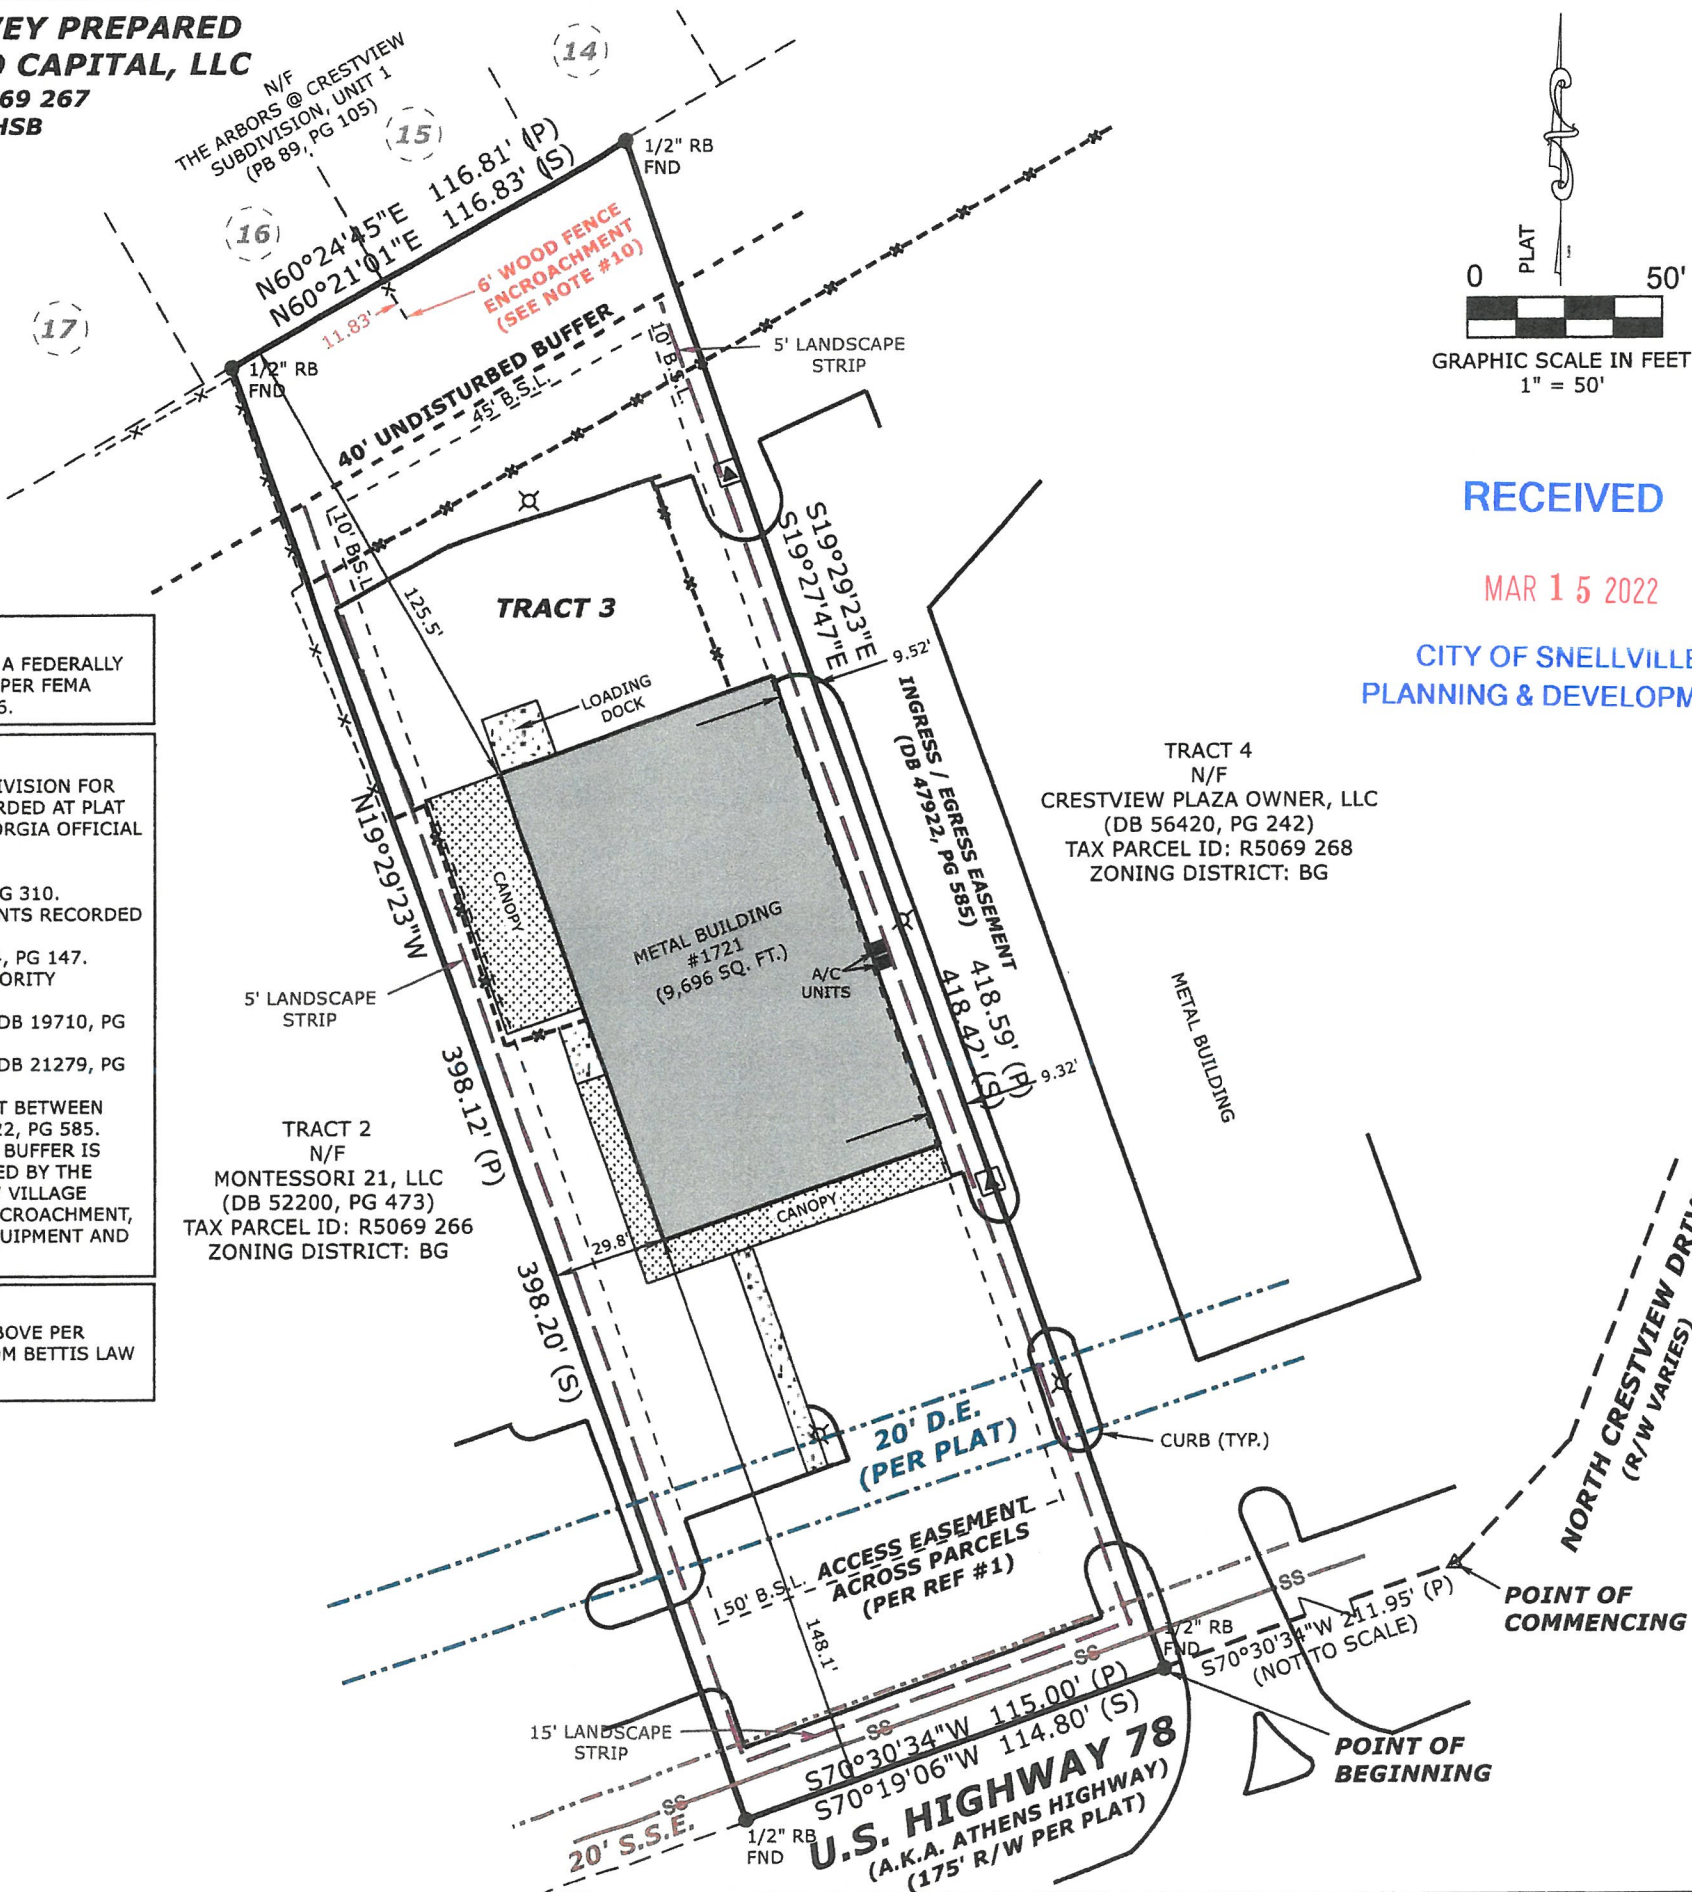 EY PREPARED
CAPITAL, LLC
69 267
HSB
N/F
THE ARBORS @ CRESTVIEW
SUBDIVISION, UNIT 1
(PB 89, PG 105)
14
15
16
17
N60°24'45"E 116.81' (P)
N60°21'01"E 116.83' (S)
1/2" RB
FND
6' WOOD FENCE
ENCROACHMENT
(SEE NOTE #10)
11.83'
1/2" RB
FND
40' UNDISTURBED BUFFER
45' B.S.L.
10' B.S.L.
5' LANDSCAPE
STRIP
10' B.S.L.
PLAT
0 50'
GRAPHIC SCALE IN FEET
1" = 50'
RECEIVED
MAR 15 2022
CITY OF SNELLVILLE
PLANNING & DEVELOPM
A FEDERALLY
PER FEMA
6.
IVISION FOR
RDED AT PLAT
ORGIA OFFICIAL
G 310.
NTS RECORDED
, PG 147.
ORITY
DB 19710, PG
DB 21279, PG
T BETWEEN
22, PG 585.
BUFFER IS
ED BY THE
VILLAGE
CROACHMENT,
UIPMENT AND
BOVE PER
OM BETTIS LAW
125.5'
TRACT 3
S19°29'23"E
S19°27'47"E
9.52'
LOADING
DOCK
INGRESS / EGRESS EASEMENT
(DB 47922, PG 585)
418.59' (P)
418.42' (S)
TRACT 4
N/F
CRESTVIEW PLAZA OWNER, LLC
(DB 56420, PG 242)
TAX PARCEL ID: R5069 268
ZONING DISTRICT: BG
N19°29'23"W
CANOPY
METAL BUILDING
#1721
(9,696 SQ. FT.)
A/C
UNITS
5' LANDSCAPE
STRIP
METAL BUILDING
9.32'
398.12' (P)
398.20' (S)
TRACT 2
N/F
MONTESSORI 21, LLC
(DB 52200, PG 473)
TAX PARCEL ID: R5069 266
ZONING DISTRICT: BG
29.8'
CANOPY
20' D.E.
(PER PLAT)
CURB (TYP.)
NORTH CRESTVIEW DRIV
(R/W VARIES)
50' B.S.L.
ACCESS EASEMENT
ACROSS PARCELS
(PER REF #1)
148.1'
POINT OF
COMMENCING
SS
S70°30'34"W 211.95' (P)
(NOT TO SCALE)
1/2" RB
FND
SS
15' LANDSCAPE
STRIP
SS
S70°30'34"W 115.00' (P)
S70°19'06"W 114.80' (S)
POINT OF
BEGINNING
SS
20' S.S.E.
1/2" RB
FND
U.S. HIGHWAY 78
(A.K.A. ATHENS HIGHWAY)
(175' R/W PER PLAT)